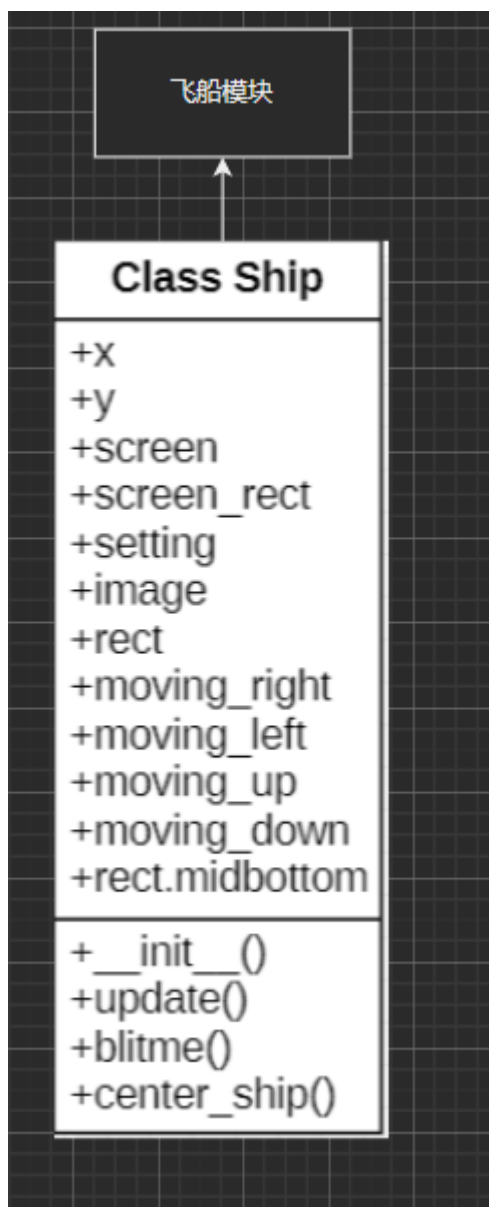 飞船模块
Class Ship
+x
+y
+screen
+screen_rect
+setting
+image
+rect
+moving_right
+moving_left
+moving_up
+moving_down
+rect.midbottom
+__init__()
+update()
+blitme()
+center_ship()